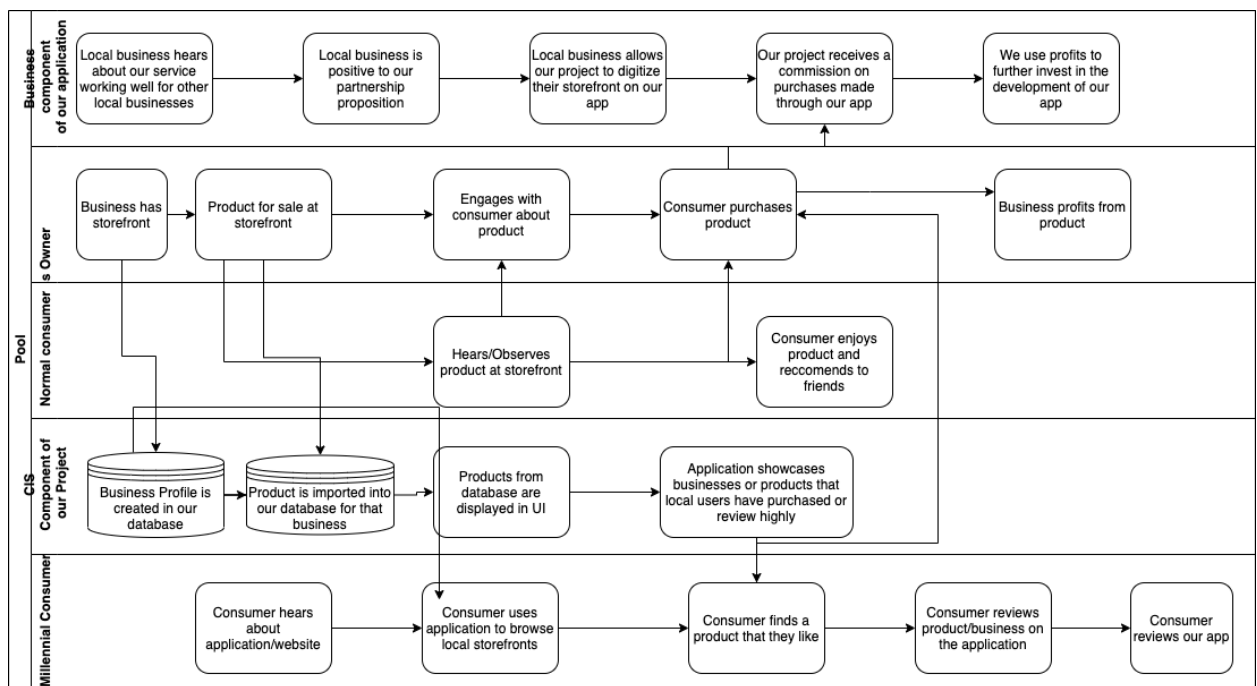 Pool
Business
component
of our application
Local business hears
about our service
working well for other
local businesses
Local business is
positive to our
partnership
proposition
Local business allows
our project to digitize
their storefront on our
app
Our project receives a
commission on
purchases made
through our app
We use profits to
further invest in the
development of our
app
s Owner
Business has
storefront
Product for sale at
storefront
Engages with
consumer about
product
Consumer purchases
product
Business profits from
product
Normal consumer
Hears/Observes
product at storefront
Consumer enjoys
product and
reccomends to
friends
CIS
Component of
our Project
Business Profile is
created in our
database
Product is imported into
our database for that
business
Products from
database are
displayed in UI
Application showcases
businesses or products that
local users have purchased or
review highly
Millennial Consumer
Consumer hears
about
application/website
Consumer uses
application to browse
local storefronts
Consumer finds a
product that they like
Consumer reviews
product/business on
the application
Consumer
reviews our app